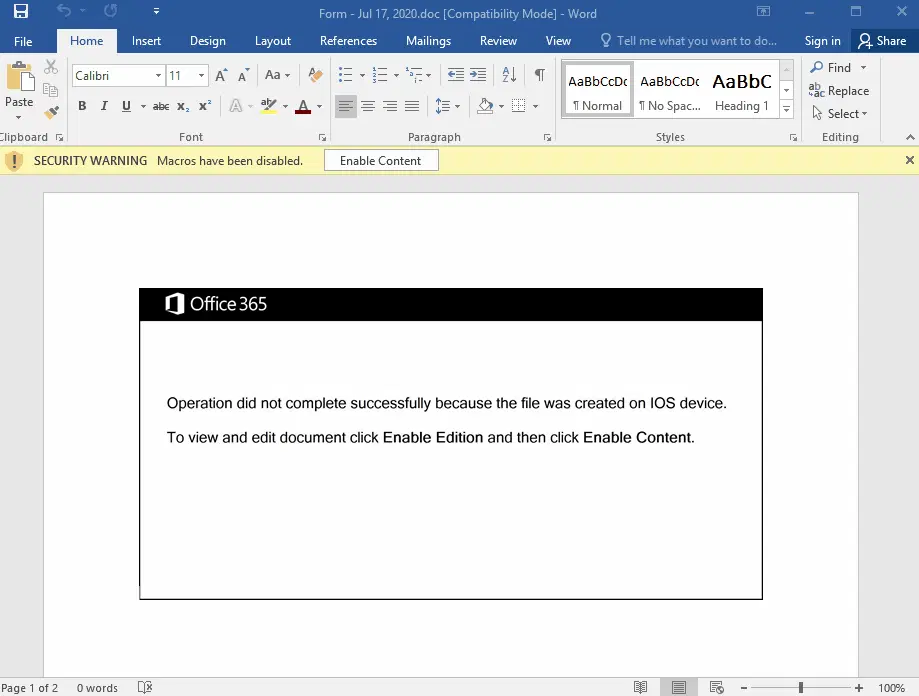 Form - Jul 17, 2020.doc [Compatibility Mode] - Word
File Home Insert Design Layout References Mailings Review View Tell me what you want to do... Sign in Share
Paste
Calibri 11 Aa
B I U abc X₂ X² A ab A
AaBbCcDc AaBbCcDc AaBbC
¶ Normal ¶ No Spac... Heading 1
Find
Replace
Select
Clipboard Font Paragraph Styles Editing
! SECURITY WARNING Macros have been disabled. Enable Content
Office 365
Operation did not complete successfully because the file was created on IOS device.
To view and edit document click Enable Edition and then click Enable Content.
Page 1 of 2 0 words 100%